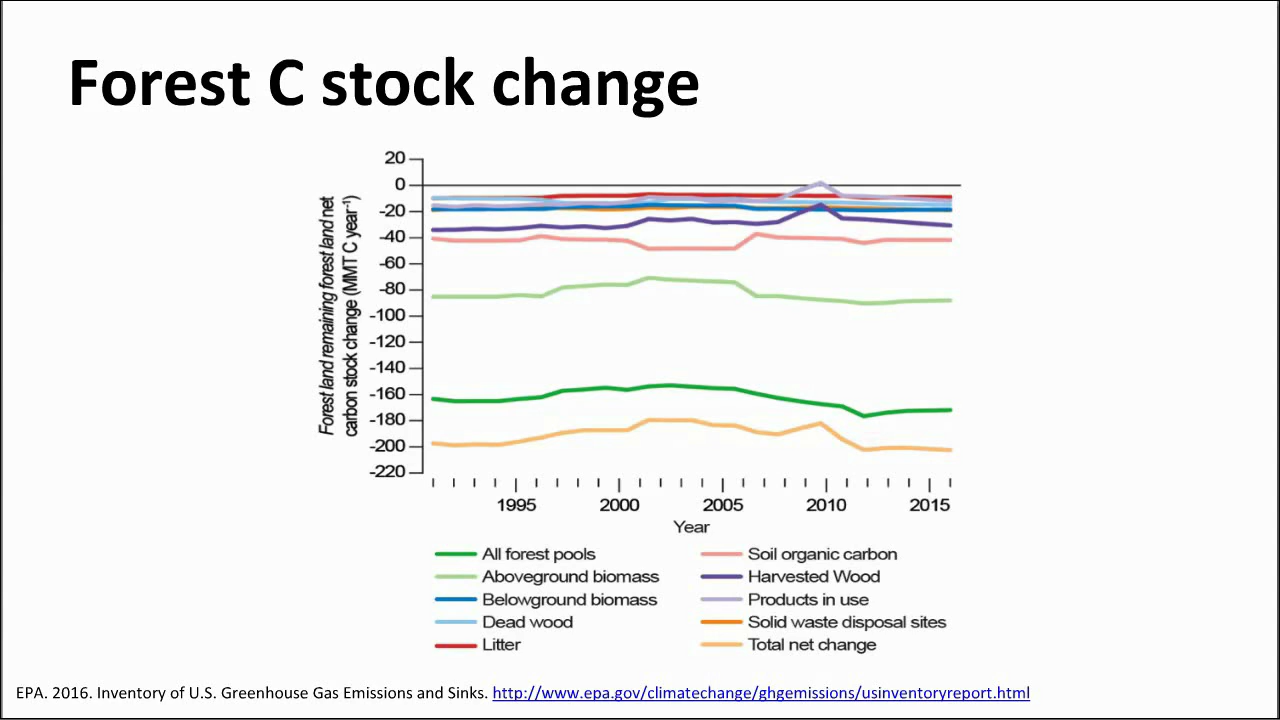 Forest C stock change
20
0
-20
-40
-60
-80
-100
-120
-140
-160
-180
-200
-220
Forest land remaining forest land net
carbon stock change (MMT C year-1)
1995 2000 2005 2010 2015
Year
All forest pools
Aboveground biomass
Belowground biomass
Dead wood
Litter
Soil organic carbon
Harvested Wood
Products in use
Solid waste disposal sites
Total net change
EPA. 2016. Inventory of U.S. Greenhouse Gas Emissions and Sinks. http://www.epa.gov/climatechange/ghgemissions/usinventoryreport.html